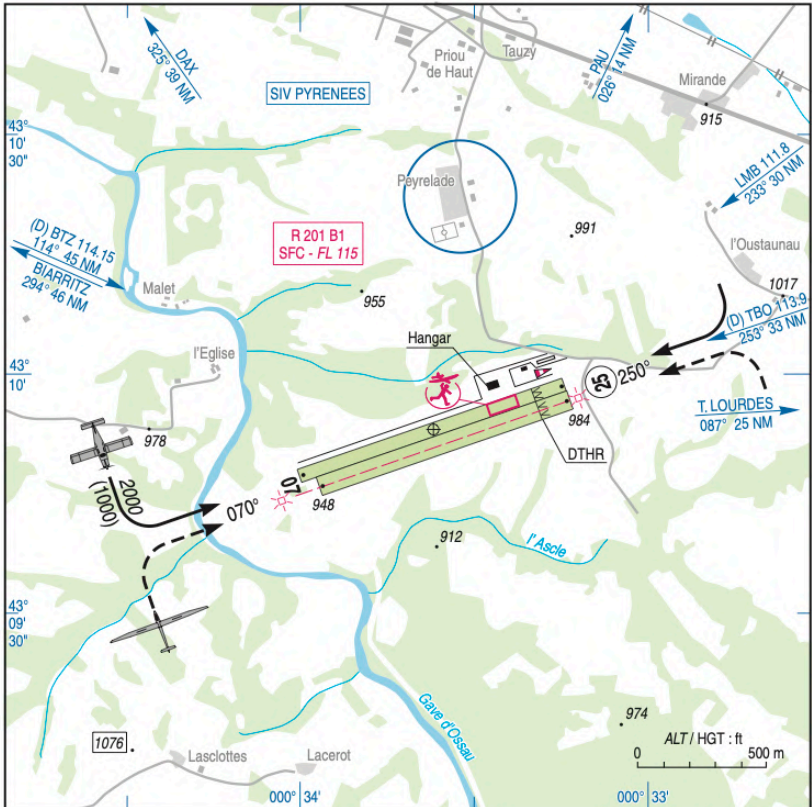 DAX
325° 39 NM
SIV PYRENEES
Priou
de Haut
Tauzy
PAU
026° 14 NM
Mirande
915
43°
10'
30"
Peyrelade
LMB 111.8
233° 30 NM
R 201 B1
SFC - FL 115
991
l'Oustaunau
(D) BTZ 114.15
114° 45 NM
BIARRITZ
294° 46 NM
Malet
955
1017
(D) TBO 113.9
253° 33 NM
Hangar
l'Eglise
43°
10'
25
250°
T. LOURDES
087° 25 NM
984
978
DTHR
2000
(1000)
07
070°
948
912
l' Ascle
43°
09'
30"
Gave d'Ossau
974
ALT / HGT : ft
0 500 m
1076
Lasclottes
Lacerot
000° 34'
000° 33'